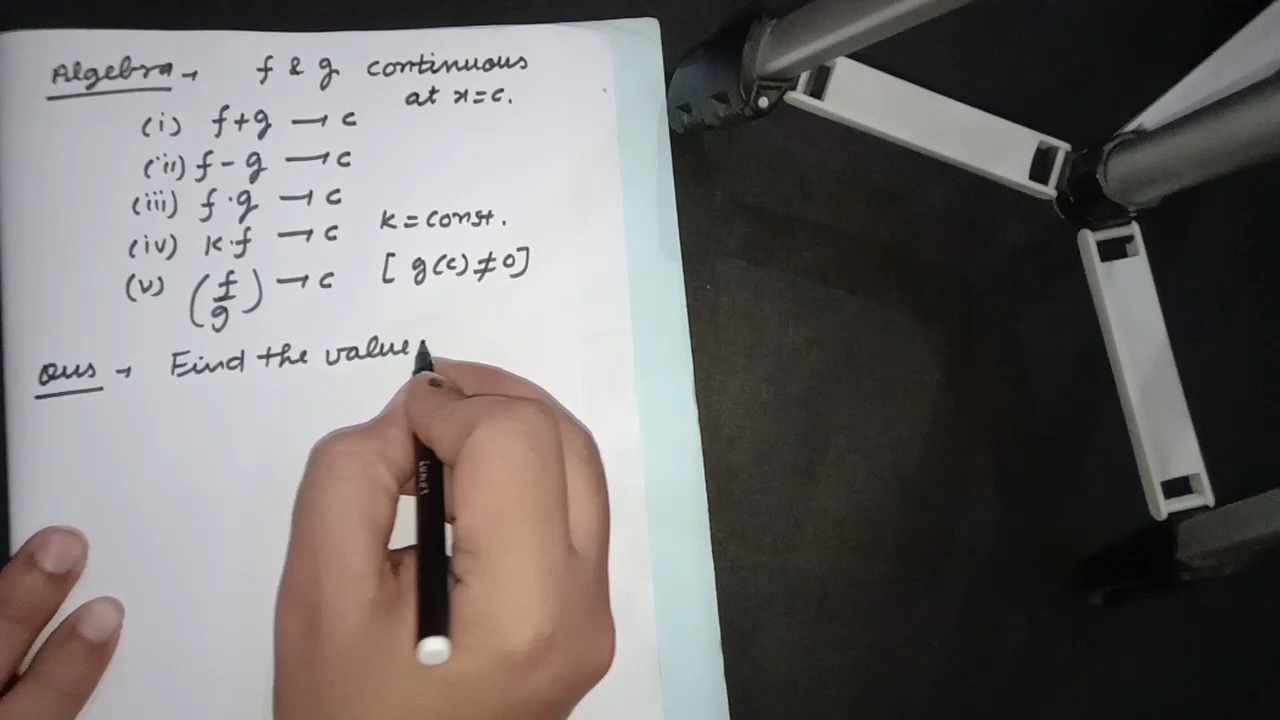 Algebra → f & g continuous
at x=c.
(i) f+g → c
(ii) f-g → c
(iii) f·g → c
(iv) k·f → c k=const.
(v) (f/g) → c [g(c)≠0]
Ques → Find the value